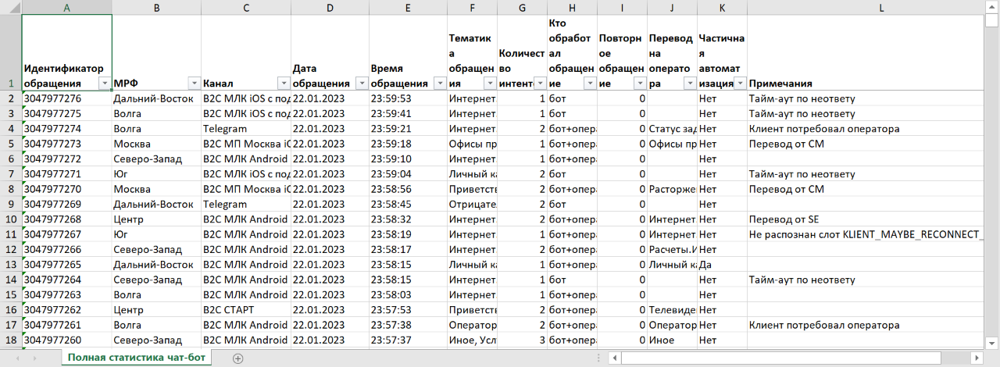 A B C D E F G H I J K L
1 Идентификатор обращения МРФ Канал Дата обращения Время обращения Тематика обращения Количество интент Кто обработал обращение Повторное обращение Перевод на оператора Частичная автоматизация Примечания
2 3047977276 Дальний-Восток B2C МЛК iOS с под 22.01.2023 23:59:53 Интернет 1 бот 0 Нет Тайм-аут по неответу
3 3047977275 Волга B2C МЛК iOS с под 22.01.2023 23:59:41 Интернет 1 бот 0 Нет Тайм-аут по неответу
4 3047977274 Волга Telegram 22.01.2023 23:59:21 Интернет 2 бот+опер 0 Статус зад Нет Клиент потребовал оператора
5 3047977273 Москва B2C МП Москва iO 22.01.2023 23:59:18 Офисы пр 1 бот+опер 0 Офисы пр Нет Перевод от СМ
6 3047977272 Северо-Запад B2C МЛК Android 22.01.2023 23:59:10 Интернет 1 бот+опер 0 Нет
7 3047977271 Юг B2C МЛК iOS с под 22.01.2023 23:59:04 Личный ка 2 бот 0 Нет Тайм-аут по неответу
8 3047977270 Москва B2C МП Москва iO 22.01.2023 23:58:56 Приветств 2 бот+опер 0 Расторже Нет Перевод от СМ
9 3047977269 Дальний-Восток Telegram 22.01.2023 23:58:45 Отрицате 2 бот 0 Нет
10 3047977268 Центр B2C МЛК Android 22.01.2023 23:58:32 Интернет 2 бот+опер 0 Интернет Нет Перевод от SE
11 3047977267 Юг B2C МЛК Android 22.01.2023 23:58:19 Интернет 1 бот+опер 0 Интернет Нет Не распознан слот KLIENT_MAYBE_RECONNECT_
12 3047977266 Северо-Запад B2C МЛК Android 22.01.2023 23:58:17 Интернет 2 бот+опер 0 Расчеты.И Нет
13 3047977265 Дальний-Восток B2C МЛК Android 22.01.2023 23:58:15 Личный ка 1 бот+опер 0 Личный ка Да
14 3047977264 Северо-Запад B2C МЛК Android 22.01.2023 23:58:15 Интернет 1 бот 0 Нет Тайм-аут по неответу
15 3047977263 Волга B2C МЛК Android 22.01.2023 23:58:03 Интернет 1 бот+опер 0 Нет
16 3047977262 Центр B2C СТАРТ 22.01.2023 23:57:53 Приветств 2 бот+опер 0 Телевиде Нет
17 3047977261 Волга B2C МЛК Android 22.01.2023 23:57:38 Оператор 2 бот+опер 0 Оператор Нет Клиент потребовал оператора
18 3047977260 Северо-Запад B2C МЛК Android 22.01.2023 23:57:37 Иное, Усл 3 бот+опер 0 Иное Нет
Полная статистика чат-бот